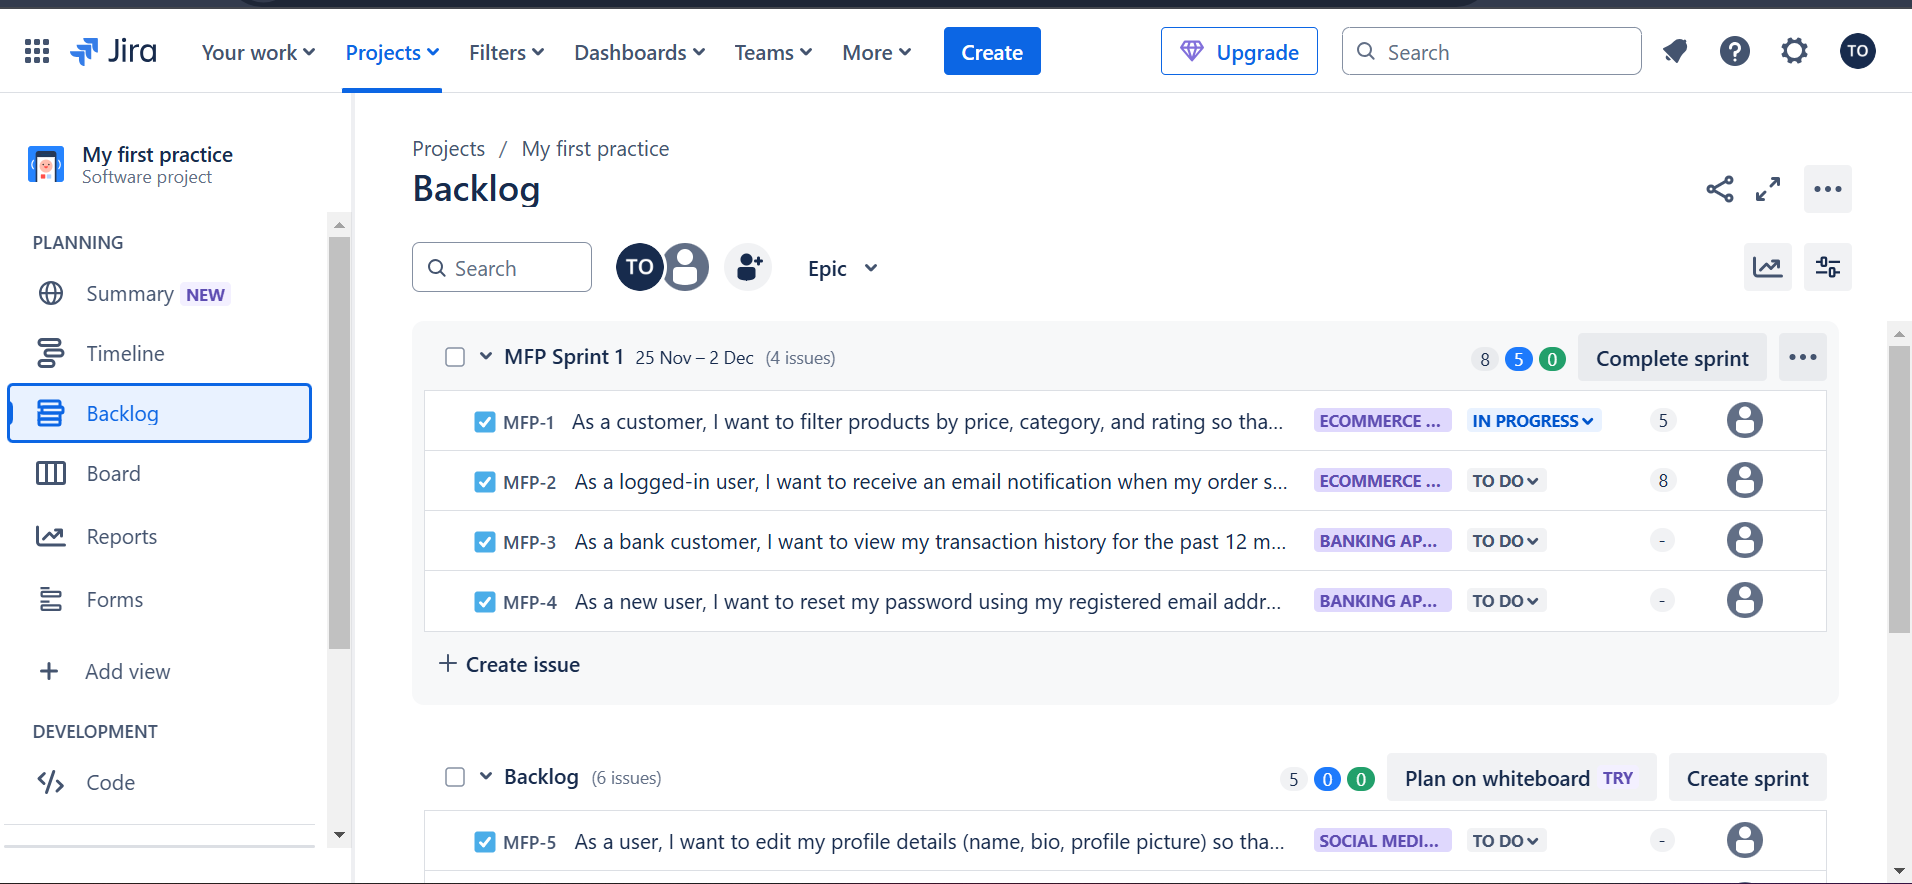 Jira Your work Projects Filters Dashboards Teams More Create Upgrade Search TO
My first practice
Software project
PLANNING
Summary NEW
Timeline
Backlog
Board
Reports
Forms
Add view
DEVELOPMENT
Code
Projects / My first practice
Backlog
Search TO Epic
MFP Sprint 1 25 Nov – 2 Dec (4 issues) 8 5 0 Complete sprint
MFP-1 As a customer, I want to filter products by price, category, and rating so tha... ECOMMERCE ... IN PROGRESS 5
MFP-2 As a logged-in user, I want to receive an email notification when my order s... ECOMMERCE ... TO DO 8
MFP-3 As a bank customer, I want to view my transaction history for the past 12 m... BANKING AP... TO DO -
MFP-4 As a new user, I want to reset my password using my registered email addr... BANKING AP... TO DO -
Create issue
Backlog (6 issues) 5 0 0 Plan on whiteboard TRY Create sprint
MFP-5 As a user, I want to edit my profile details (name, bio, profile picture) so tha... SOCIAL MEDI... TO DO -